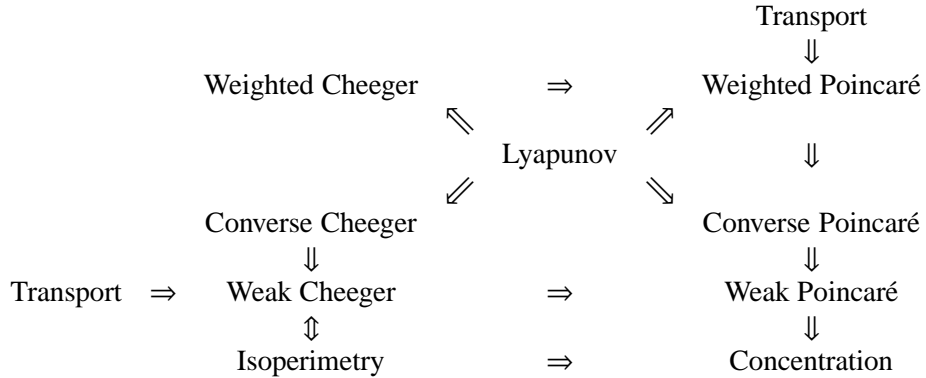 Transport
⇓
Weighted Cheeger ⇒ Weighted Poincaré
⇖ ⇗
Lyapunov ⇓
⇙ ⇘
Converse Cheeger Converse Poincaré
⇓ ⇓
Transport ⇒ Weak Cheeger ⇒ Weak Poincaré
⇕ ⇓
Isoperimetry ⇒ Concentration